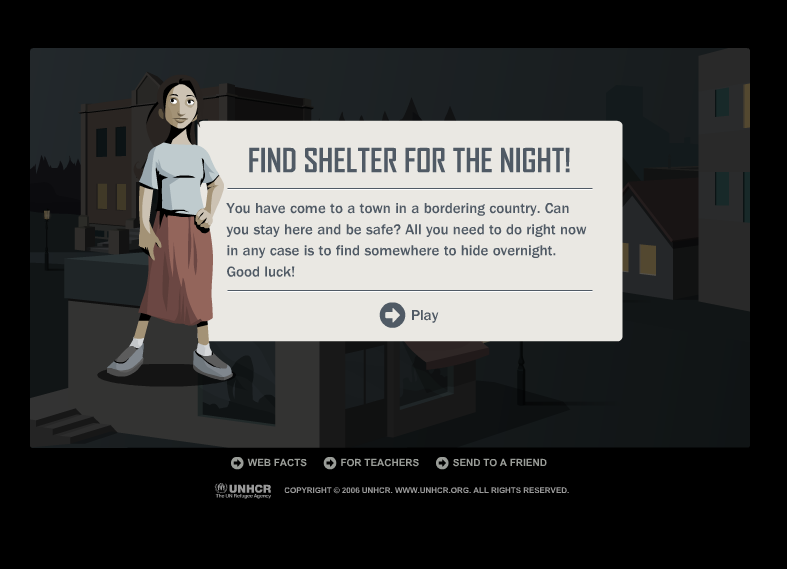 FIND SHELTER FOR THE NIGHT!
You have come to a town in a bordering country. Can
you stay here and be safe? All you need to do right now
in any case is to find somewhere to hide overnight.
Good luck!
Play
WEB FACTS FOR TEACHERS SEND TO A FRIEND
UNHCR
The UN Refugee Agency
COPYRIGHT © 2006 UNHCR. WWW.UNHCR.ORG. ALL RIGHTS RESERVED.